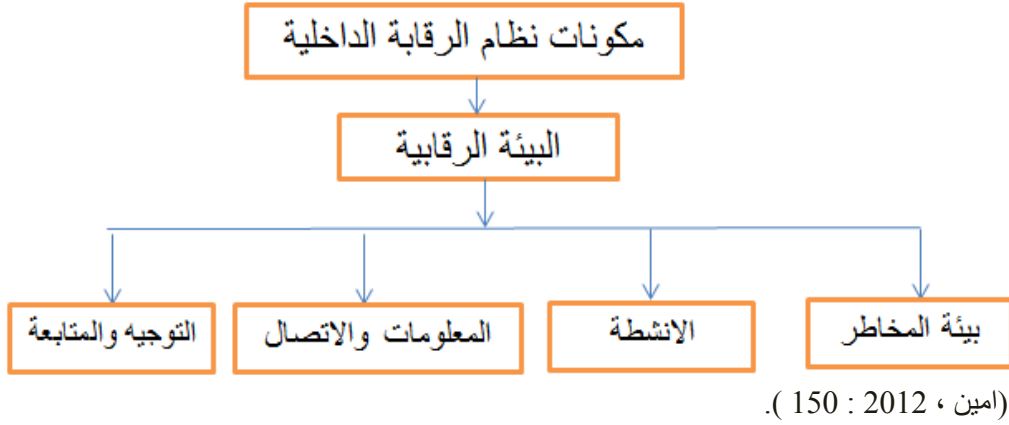 مكونات نظام الرقابة الداخلية
البيئة الرقابية
بيئة المخاطر
الانشطة
المعلومات والاتصال
التوجيه والمتابعة
(امين ، 2012 : 150 ).